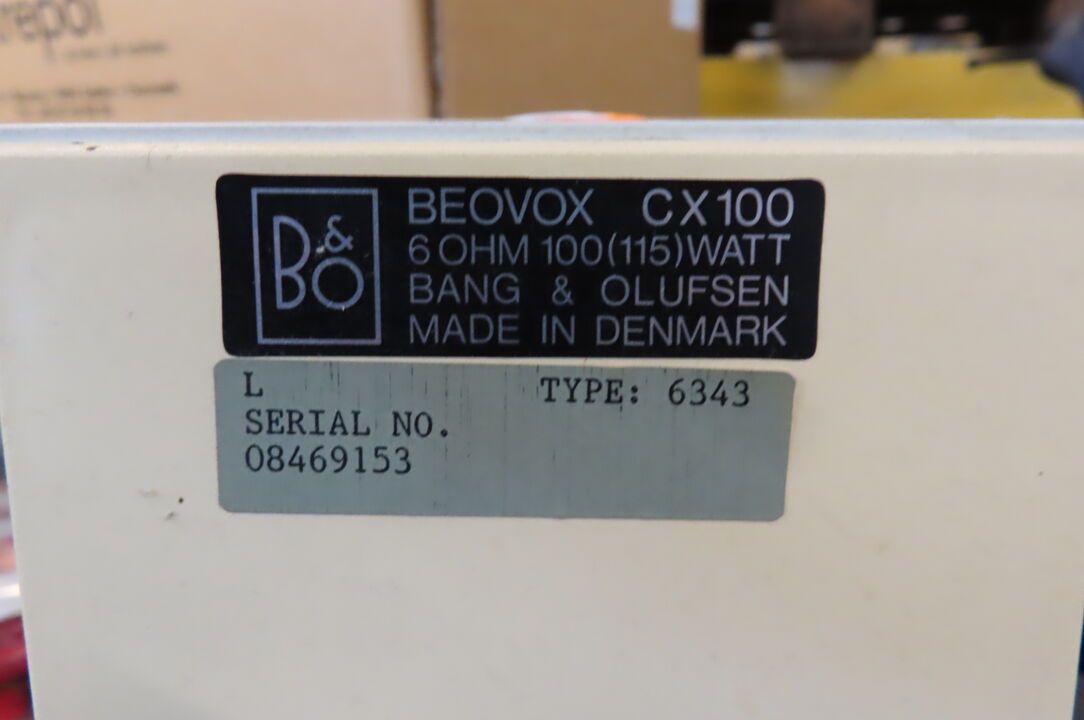 B&O
BEOVOX CX100
6 OHM 100(115)WATT
BANG & OLUFSEN
MADE IN DENMARK
L TYPE: 6343
SERIAL NO.
08469153